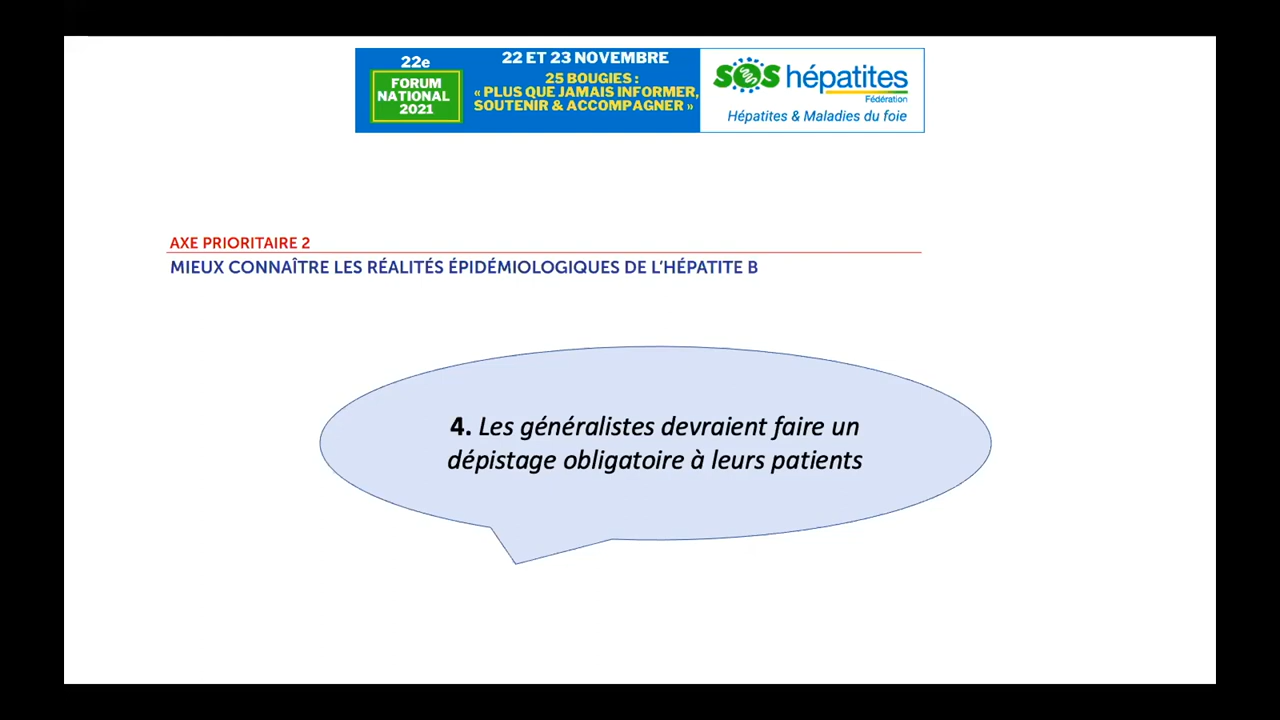 22e
FORUM
NATIONAL
2021
22 ET 23 NOVEMBRE
25 BOUGIES :
« PLUS QUE JAMAIS INFORMER,
SOUTENIR & ACCOMPAGNER »
SOS hépatites
Fédération
Hépatites & Maladies du foie
AXE PRIORITAIRE 2
MIEUX CONNAÎTRE LES RÉALITÉS ÉPIDÉMIOLOGIQUES DE L'HÉPATITE B
4. Les généralistes devraient faire un
dépistage obligatoire à leurs patients